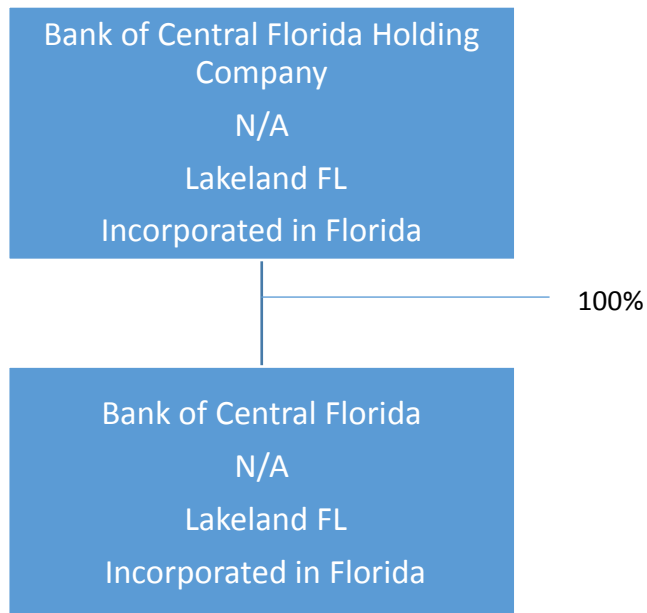 Bank of Central Florida Holding
Company
N/A
Lakeland FL
Incorporated in Florida
100%
Bank of Central Florida
N/A
Lakeland FL
Incorporated in Florida